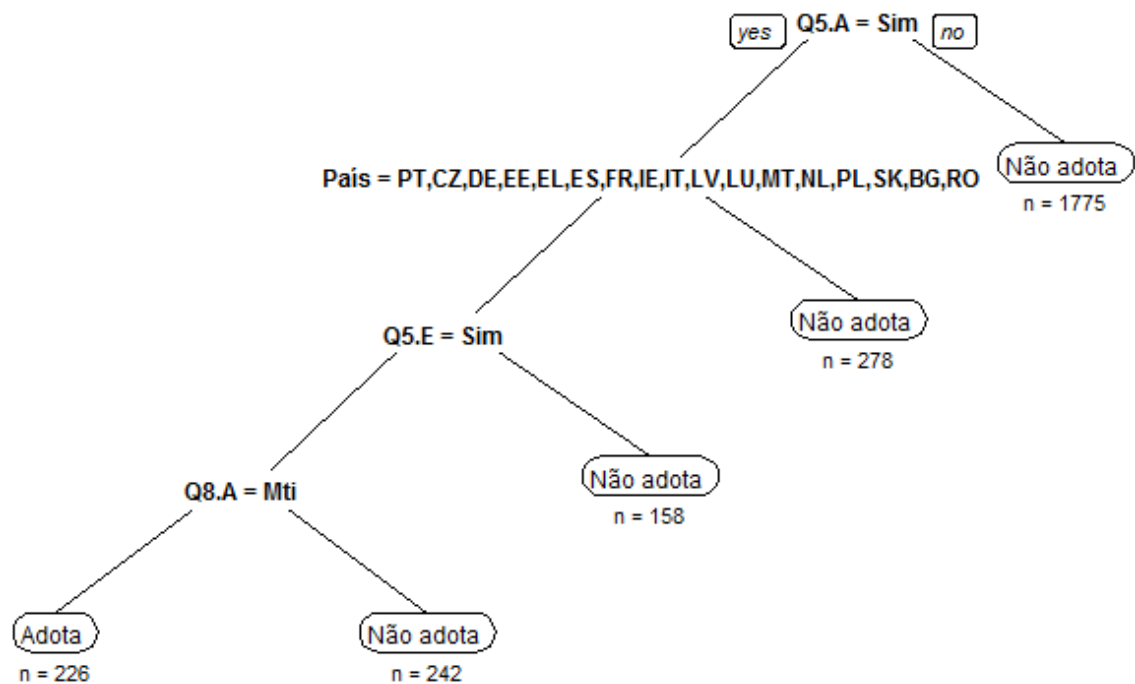 yes Q5.A = Sim no
Não adota
n = 1775
País = PT,CZ,DE,EE,EL,ES,FR,IE,IT,LV,LU,MT,NL,PL,SK,BG,RO
Não adota
n = 278
Q5.E = Sim
Não adota
n = 158
Q8.A = Mti
Adota
n = 226
Não adota
n = 242